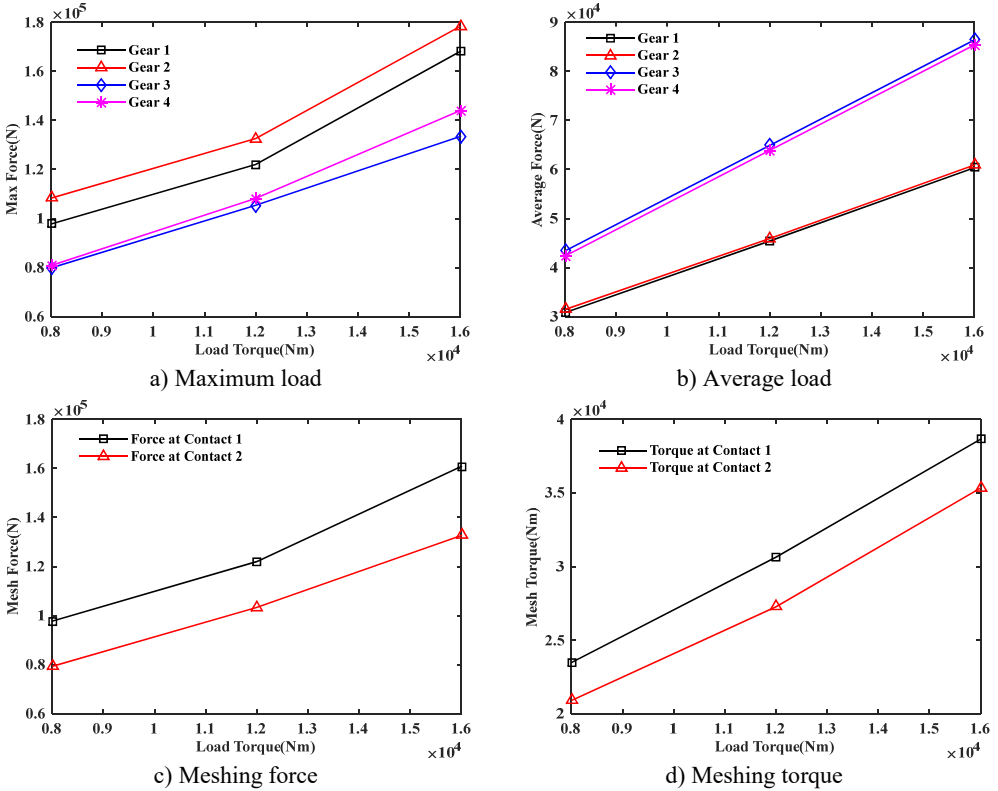 ×10^5
1.8
1.6
1.4
1.2
1
0.8
0.6
Max Force(N)
Gear 1
Gear 2
Gear 3
Gear 4
0.8 0.9 1 1.1 1.2 1.3 1.4 1.5 1.6
Load Torque(Nm)
×10^4
a) Maximum load
×10^4
9
8
7
6
5
4
3
Average Force(N)
Gear 1
Gear 2
Gear 3
Gear 4
0.8 0.9 1 1.1 1.2 1.3 1.4 1.5 1.6
Load Torque(Nm)
×10^4
b) Average load
×10^5
1.8
1.6
1.4
1.2
1
0.8
0.6
Mesh Force(N)
Force at Contact 1
Force at Contact 2
0.8 0.9 1 1.1 1.2 1.3 1.4 1.5 1.6
Load Torque(Nm)
×10^4
c) Meshing force
×10^4
4
3.5
3
2.5
2
Mesh Torque(Nm)
Torque at Contact 1
Torque at Contact 2
0.8 0.9 1 1.1 1.2 1.3 1.4 1.5 1.6
Load Torque(Nm)
×10^4
d) Meshing torque